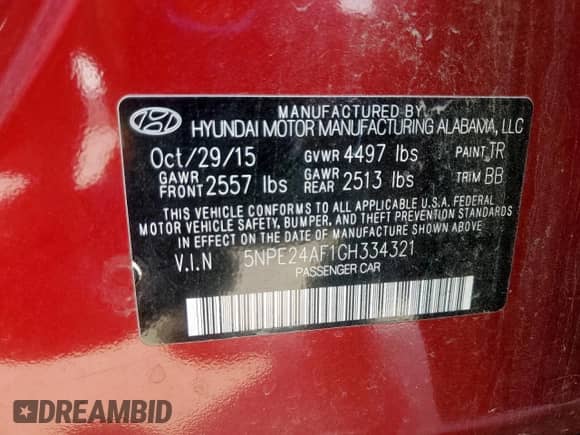 MANUFACTURED BY
HYUNDAI MOTOR MANUFACTURING ALABAMA, LLC
Oct/29/15 GVWR 4497 lbs PAINT TR
GAWR FRONT 2557 lbs GAWR REAR 2513 lbs TRIM BB
THIS VEHICLE CONFORMS TO ALL APPLICABLE U.S.A. FEDERAL
MOTOR VEHICLE SAFETY, BUMPER, AND THEFT PREVENTION STANDARDS
IN EFFECT ON THE DATE OF MANUFACTURE SHOWN ABOVE
V.I.N 5NPE24AF1GH334321
PASSENGER CAR
DREAMBID